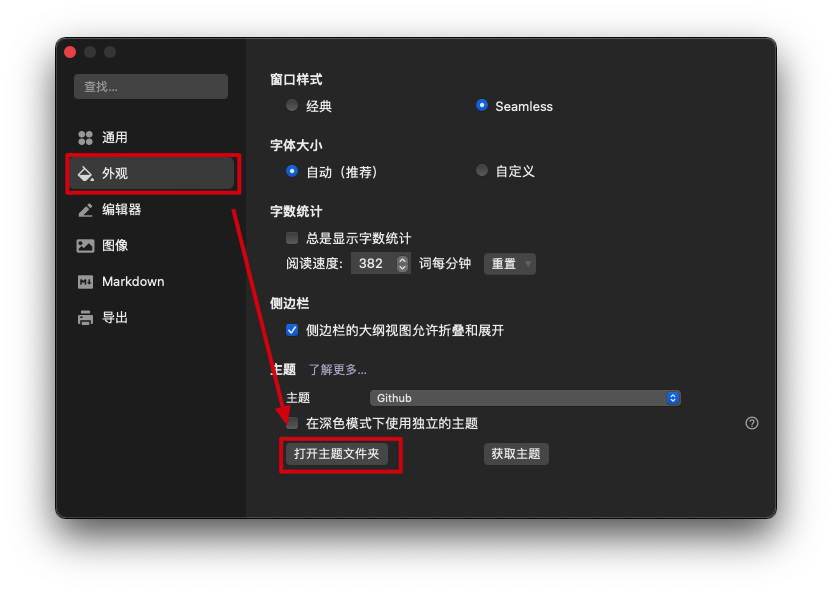 查找...
通用
外观
编辑器
图像
Markdown
导出
窗口样式
经典 Seamless
字体大小
自动（推荐） 自定义
字数统计
总是显示字数统计
阅读速度: 382 词每分钟 重置
侧边栏
侧边栏的大纲视图允许折叠和展开
主题 了解更多...
主题 Github
在深色模式下使用独立的主题 ?
打开主题文件夹 获取主题